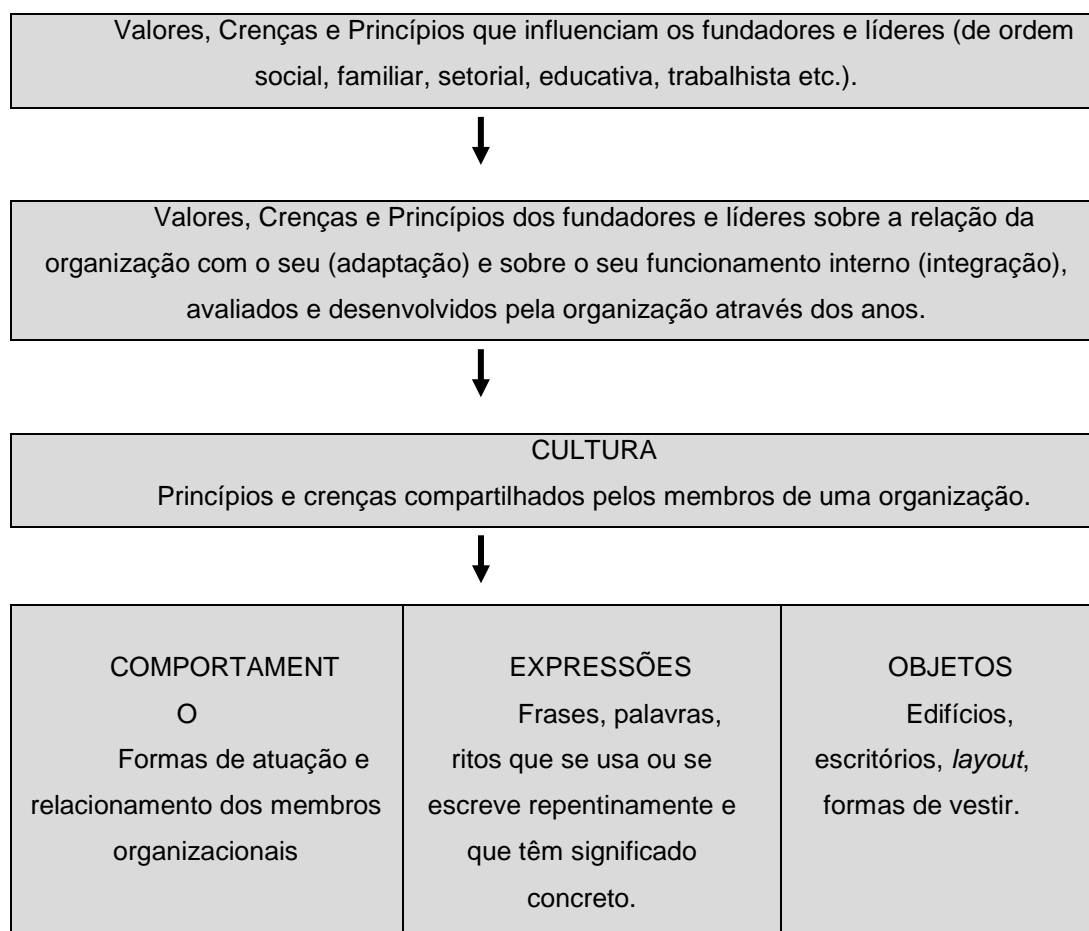 Valores, Crenças e Princípios que influenciam os fundadores e líderes (de ordem
social, familiar, setorial, educativa, trabalhista etc.).
Valores, Crenças e Princípios dos fundadores e líderes sobre a relação da
organização com o seu (adaptação) e sobre o seu funcionamento interno (integração),
avaliados e desenvolvidos pela organização através dos anos.
CULTURA
Princípios e crenças compartilhados pelos membros de uma organização.
COMPORTAMENT
O
Formas de atuação e
relacionamento dos membros
organizacionais
EXPRESSÕES
Frases, palavras,
ritos que se usa ou se
escreve repentinamente e
que têm significado
concreto.
OBJETOS
Edifícios,
escritórios, layout,
formas de vestir.